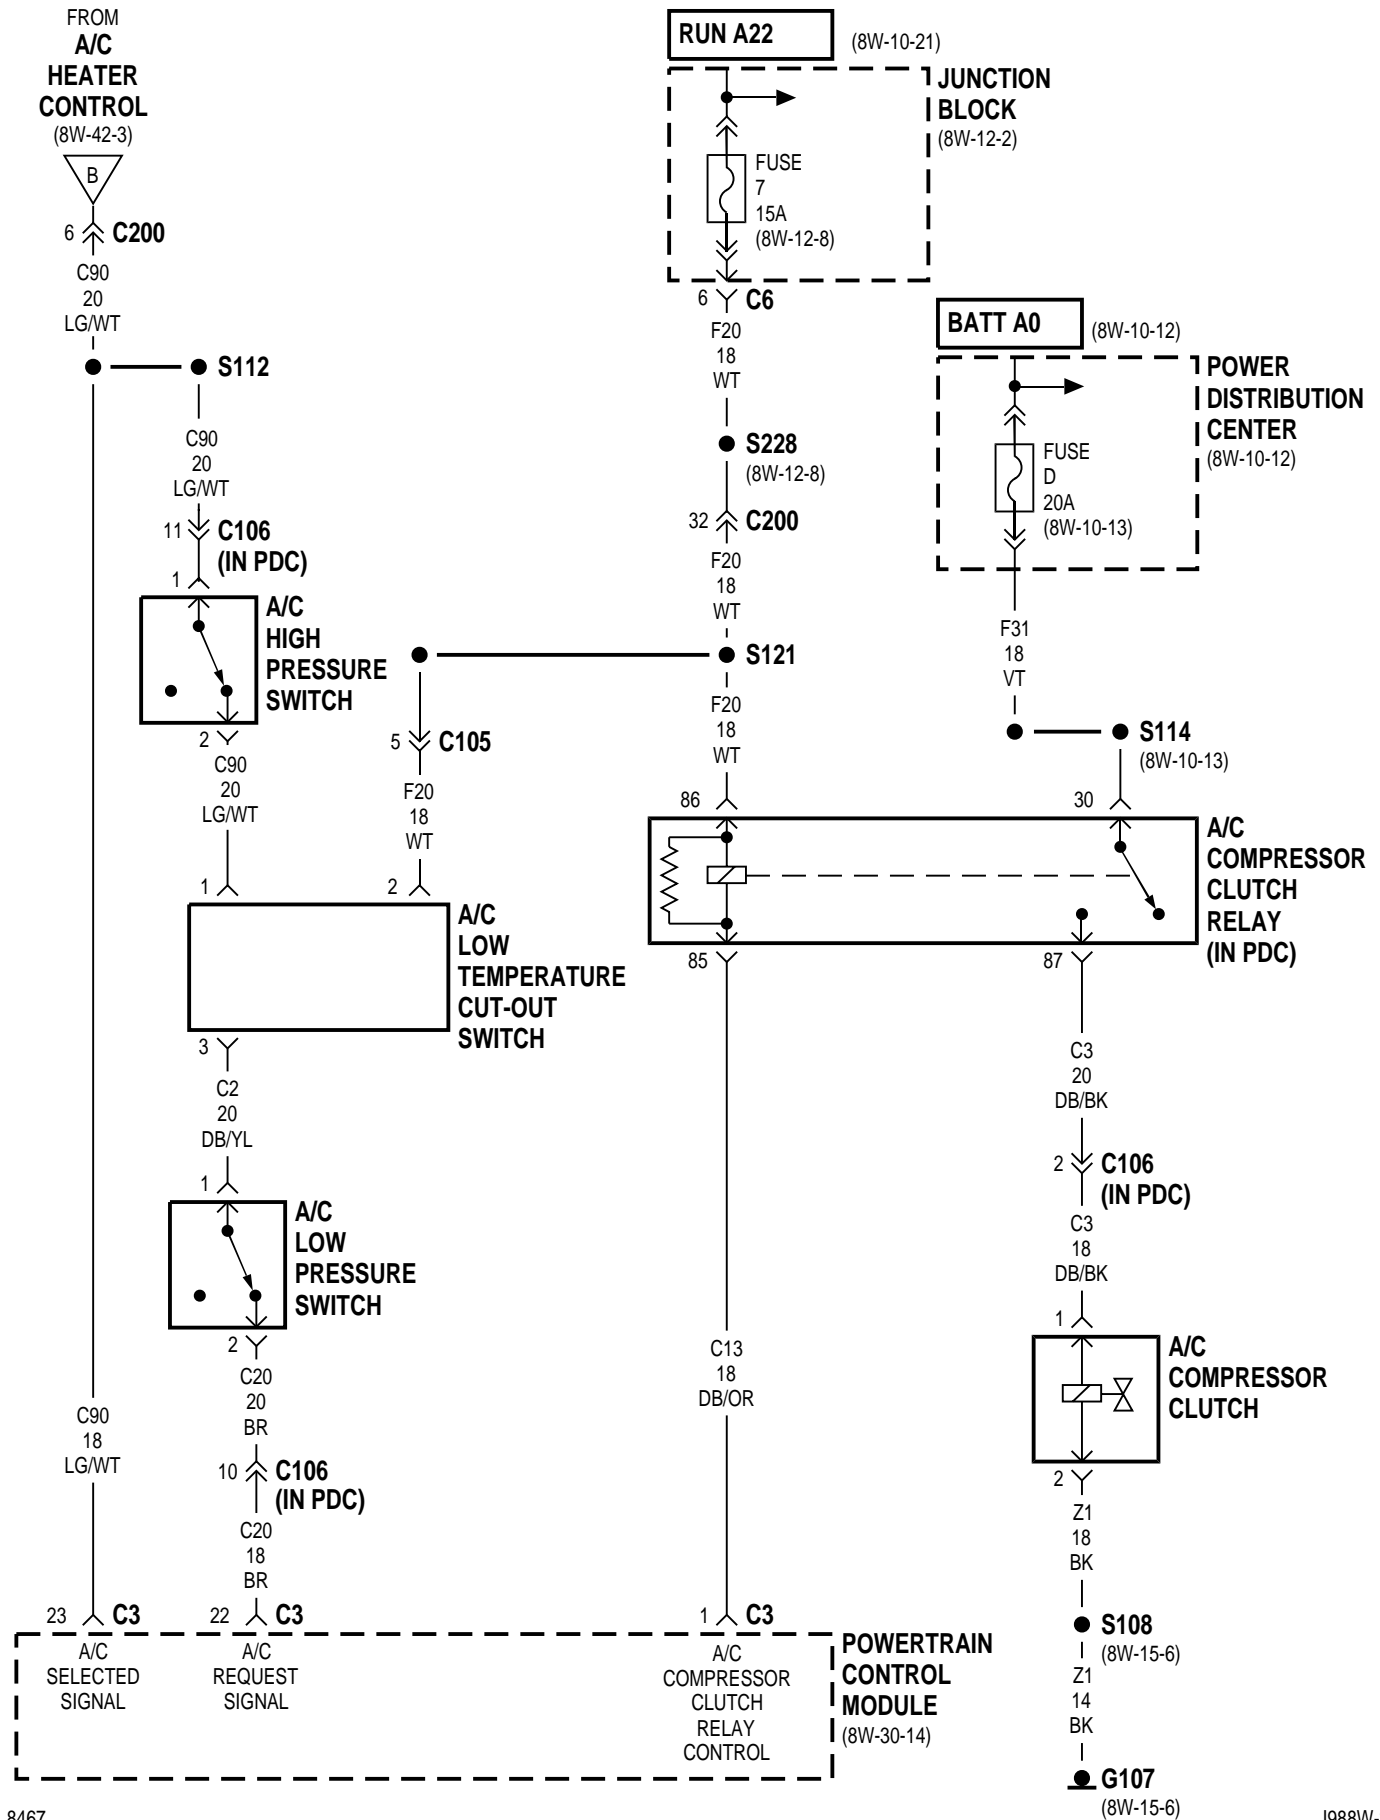 FROM
A/C
HEATER
CONTROL
(8W-42-3)
B
6 C200
C90
20
LG/WT
S112
C90
20
LG/WT
11 C106
(IN PDC)
1
A/C
HIGH
PRESSURE
SWITCH
2
C90
20
LG/WT
5 C105
F20
18
WT
1
2
A/C
LOW
TEMPERATURE
CUT-OUT
SWITCH
3
C2
20
DB/YL
1
A/C
LOW
PRESSURE
SWITCH
2
C20
20
BR
10 C106
(IN PDC)
C20
18
BR
C90
18
LG/WT
RUN A22
(8W-10-21)
JUNCTION
BLOCK
(8W-12-2)
FUSE
7
15A
(8W-12-8)
6 C6
F20
18
WT
S228
(8W-12-8)
32 C200
F20
18
WT
S121
F20
18
WT
BATT A0
(8W-10-12)
POWER
DISTRIBUTION
CENTER
(8W-10-12)
FUSE
D
20A
(8W-10-13)
F31
18
VT
S114
(8W-10-13)
86
30
A/C
COMPRESSOR
CLUTCH
RELAY
(IN PDC)
85
87
C13
18
DB/OR
C3
20
DB/BK
2 C106
(IN PDC)
C3
18
DB/BK
1
A/C
COMPRESSOR
CLUTCH
2
Z1
18
BK
S108
(8W-15-6)
Z1
14
BK
G107
(8W-15-6)
23 C3
22 C3
1 C3
A/C
SELECTED
SIGNAL
A/C
REQUEST
SIGNAL
A/C
COMPRESSOR
CLUTCH
RELAY
CONTROL
POWERTRAIN
CONTROL
MODULE
(8W-30-14)
8467
J988W-